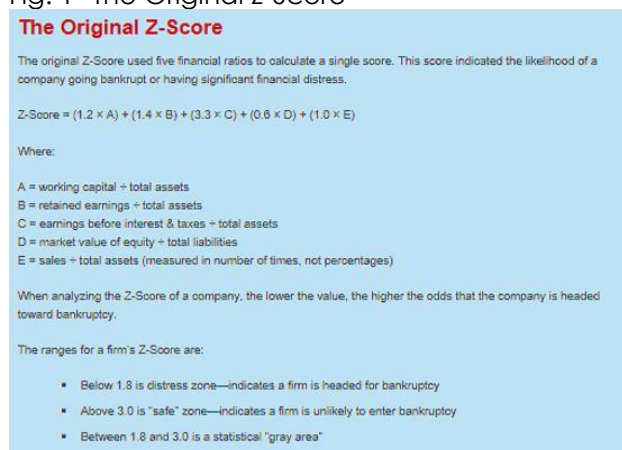 Fig. 1 The Original Z-Score
The Original Z-Score
The original Z-Score used five financial ratios to calculate a single score. This score indicated the likelihood of a
company going bankrupt or having significant financial distress.
Z-Score = (1.2 × A) + (1.4 × B) + (3.3 × C) + (0.6 × D) + (1.0 × E)
Where:
A = working capital ÷ total assets
B = retained earnings ÷ total assets
C = earnings before interest & taxes ÷ total assets
D = market value of equity ÷ total liabilities
E = sales ÷ total assets (measured in number of times, not percentages)
When analyzing the Z-Score of a company, the lower the value, the higher the odds that the company is headed
toward bankruptcy.
The ranges for a firm's Z-Score are:
▪ Below 1.8 is distress zone—indicates a firm is headed for bankruptcy
▪ Above 3.0 is "safe" zone—indicates a firm is unlikely to enter bankruptcy
▪ Between 1.8 and 3.0 is a statistical "gray area"